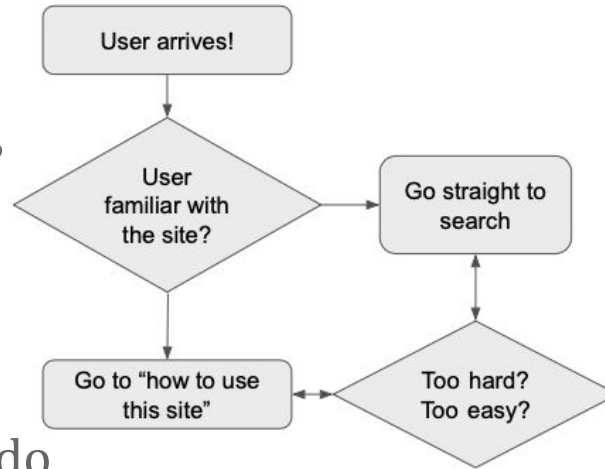 User arrives!
User
familiar with
the site?
Go straight to
search
Go to “how to use
this site”
Too hard?
Too easy?
do